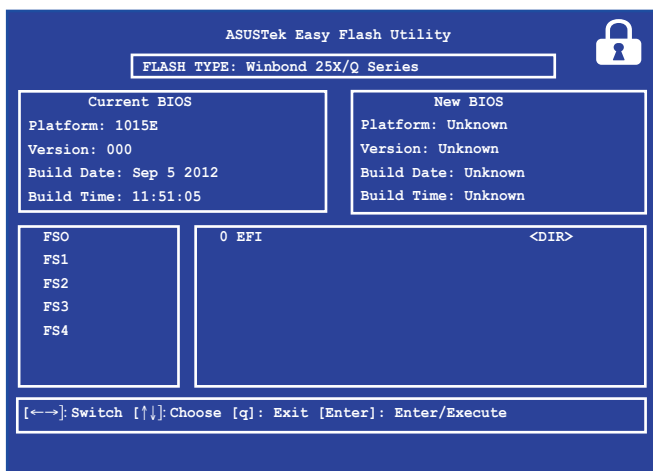 ASUSTek Easy Flash Utility
FLASH TYPE: Winbond 25X/Q Series
Current BIOS
Platform: 1015E
Version: 000
Build Date: Sep 5 2012
Build Time: 11:51:05
New BIOS
Platform: Unknown
Version: Unknown
Build Date: Unknown
Build Time: Unknown
FSO
FS1
FS2
FS3
FS4
0 EFI <DIR>
[←→]: Switch [↑↓]: Choose [q]: Exit [Enter]: Enter/Execute